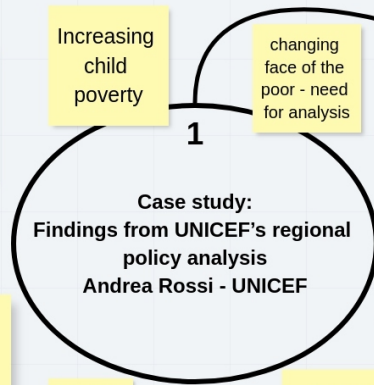 Increasing
child
poverty
changing
face of the
poor - need
for analysis
1
Case study:
Findings from UNICEF’s regional
policy analysis
Andrea Rossi - UNICEF